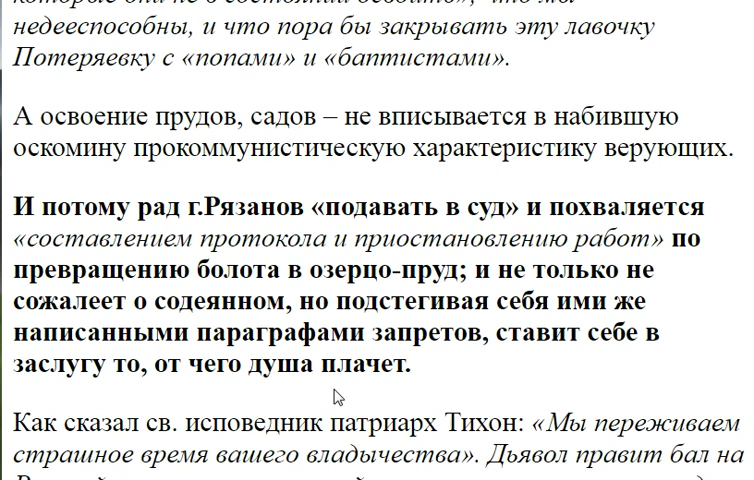 недееспособны, и что пора бы закрывать эту лавочку
Потеряевку с «попами» и «баптистами».
А освоение прудов, садов – не вписывается в набившую
оскомину прокоммунистическую характеристику верующих.
И потому рад г.Рязанов «подавать в суд» и похваляется
«составлением протокола и приостановлению работ» по
превращению болота в озерцо-пруд; и не только не
сожалеет о содеянном, но подстегивая себя ими же
написанными параграфами запретов, ставит себе в
заслугу то, от чего душа плачет.
Как сказал св. исповедник патриарх Тихон: «Мы переживаем
страшное время вашего владычества». Дьявол правит бал на